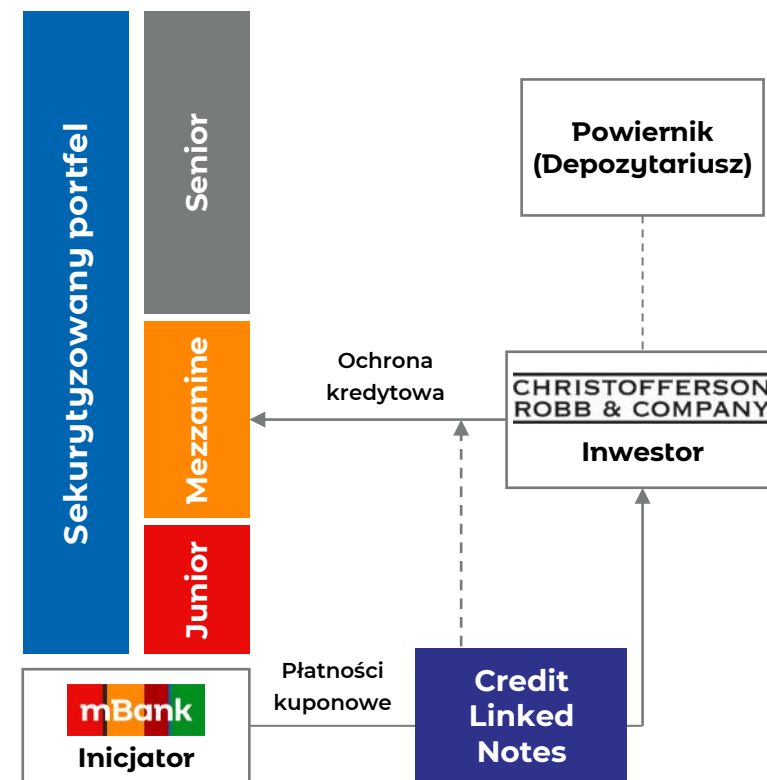 Sekurytyzowany portfel
Senior
Mezzanine
Junior
Powiernik
(Depozytariusz)
Ochrona
kredytowa
CHRISTOFFERSON
ROBB & COMPANY
Inwestor
Płatności
kuponowe
Credit
Linked
Notes
mBank
Inicjator